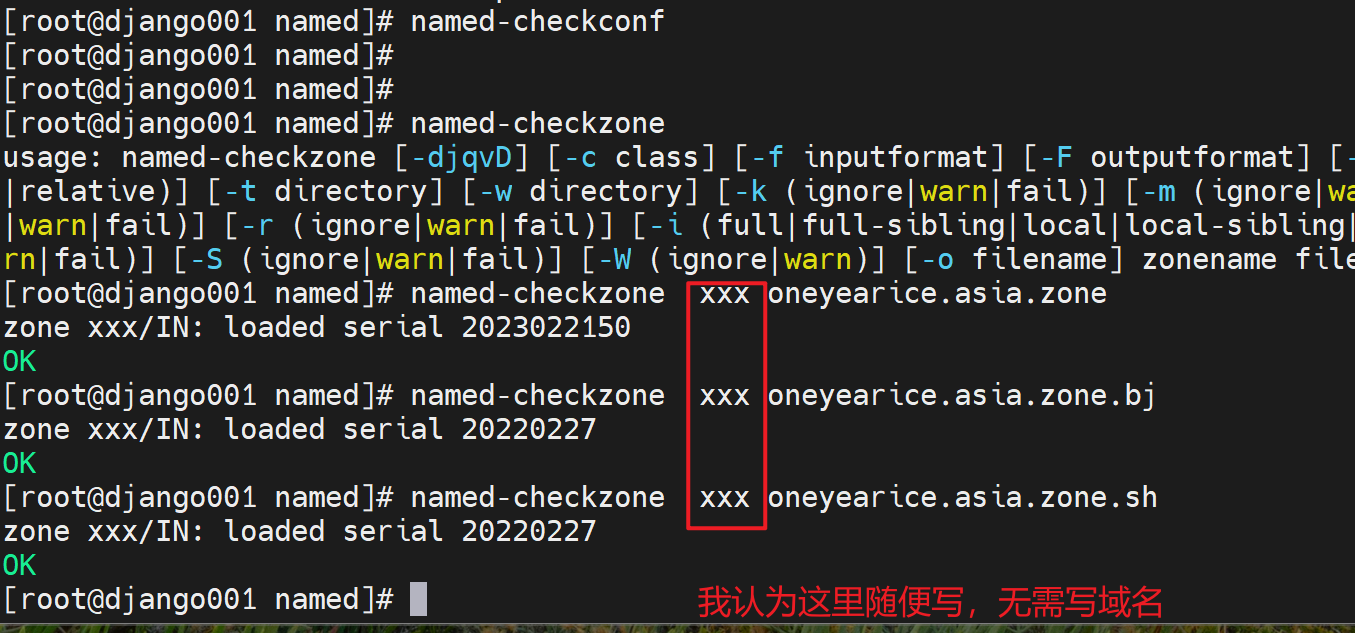 [root@django001 named]# named-checkconf
[root@django001 named]#
[root@django001 named]#
[root@django001 named]# named-checkzone
usage: named-checkzone [-djqvD] [-c class] [-f inputformat] [-F outputformat] [-
|relative)] [-t directory] [-w directory] [-k (ignore|warn|fail)] [-m (ignore|wa
|warn|fail)] [-r (ignore|warn|fail)] [-i (full|full-sibling|local|local-sibling|
rn|fail)] [-S (ignore|warn|fail)] [-W (ignore|warn)] [-o filename] zonename file
[root@django001 named]# named-checkzone  xxx oneyearice.asia.zone
zone xxx/IN: loaded serial 2023022150
OK
[root@django001 named]# named-checkzone  xxx oneyearice.asia.zone.bj
zone xxx/IN: loaded serial 20220227
OK
[root@django001 named]# named-checkzone  xxx oneyearice.asia.zone.sh
zone xxx/IN: loaded serial 20220227
OK
[root@django001 named]#
我认为这里随便写，无需写域名